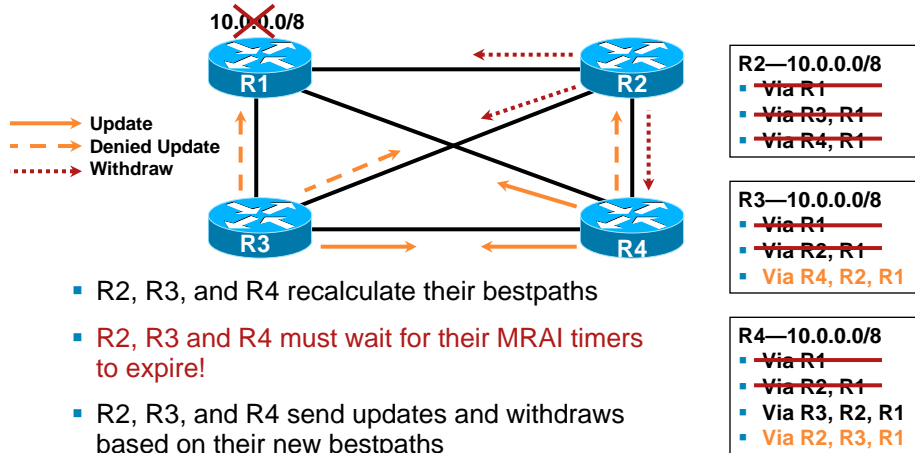 10.0.0.0/8
R1
R2
Update
Denied Update
Withdraw
R3
R4
R2, R3, and R4 recalculate their bestpaths
R2, R3 and R4 must wait for their MRAI timers
to expire!
R2, R3, and R4 send updates and withdraws
based on their new bestpaths
R2—10.0.0.0/8
Via R1
Via R3, R1
Via R4, R1
R3—10.0.0.0/8
Via R1
Via R2, R1
Via R4, R2, R1
R4—10.0.0.0/8
Via R1
Via R2, R1
Via R3, R2, R1
Via R2, R3, R1